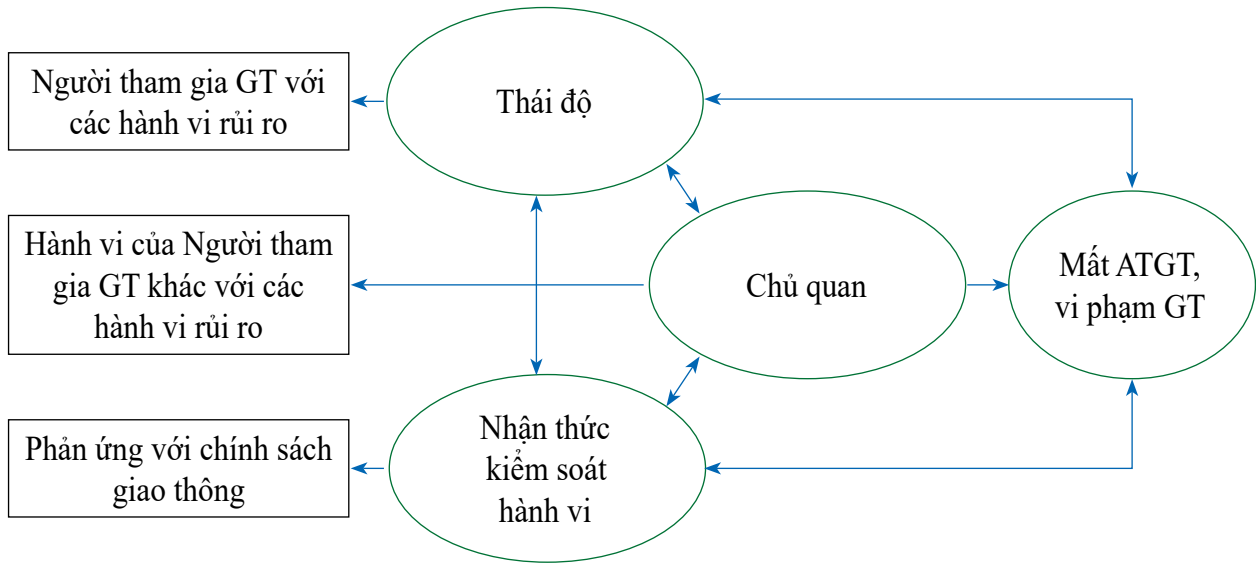 Người tham gia GT với
các hành vi rủi ro
Thái độ
Hành vi của Người tham
gia GT khác với các
hành vi rủi ro
Chủ quan
Mất ATGT,
vi phạm GT
Phản ứng với chính sách
giao thông
Nhận thức
kiểm soát
hành vi